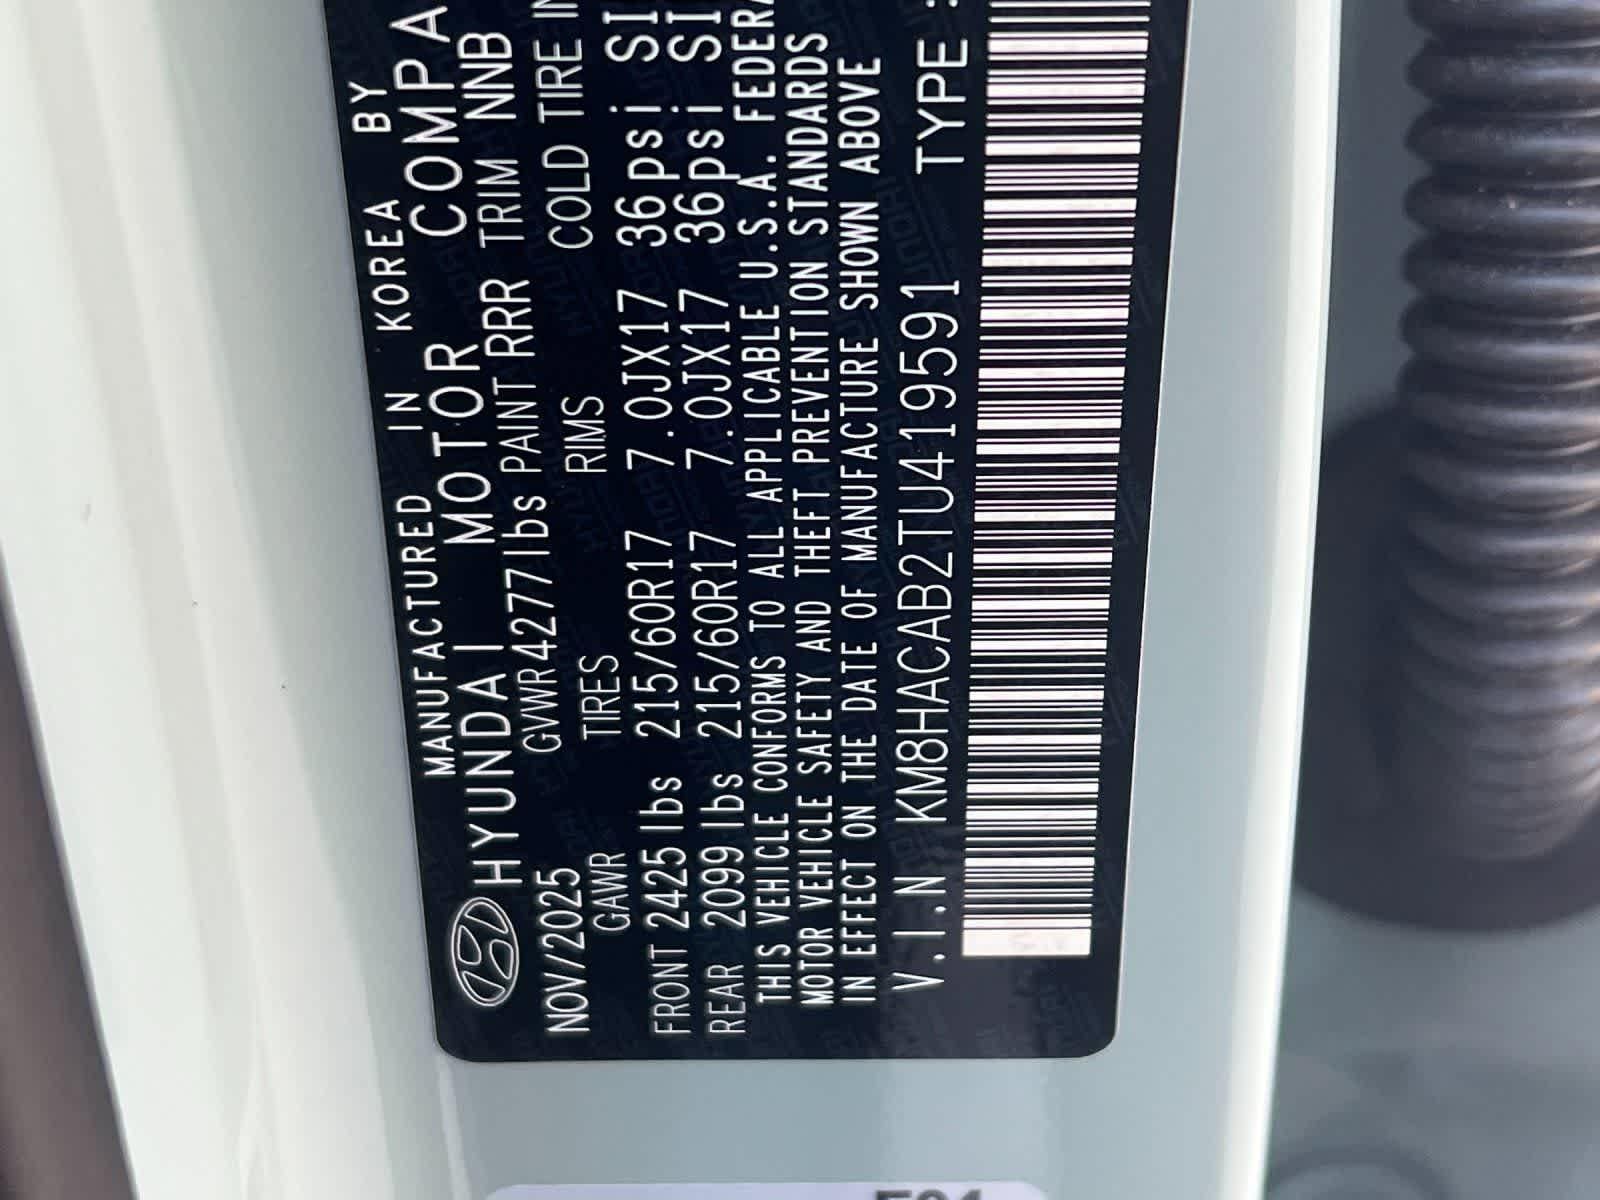 MANUFACTURED IN KOREA BY
HYUNDAI MOTOR COMPA
NOV/2025 GVWR 4277lbs PAINT RRR TRIM NNB
GAWR TIRES RIMS COLD TIRE IN
FRONT 2425 lbs 215/60R17 7.0JX17 36psi SI
REAR 2099 lbs 215/60R17 7.0JX17 36psi SI
THIS VEHICLE CONFORMS TO ALL APPLICABLE U.S.A. FEDERA
MOTOR VEHICLE SAFETY AND THEFT PREVENTION STANDARDS
IN EFFECT ON THE DATE OF MANUFACTURE SHOWN ABOVE
V.I.N KM8HACAB2TU419591 TYPE :